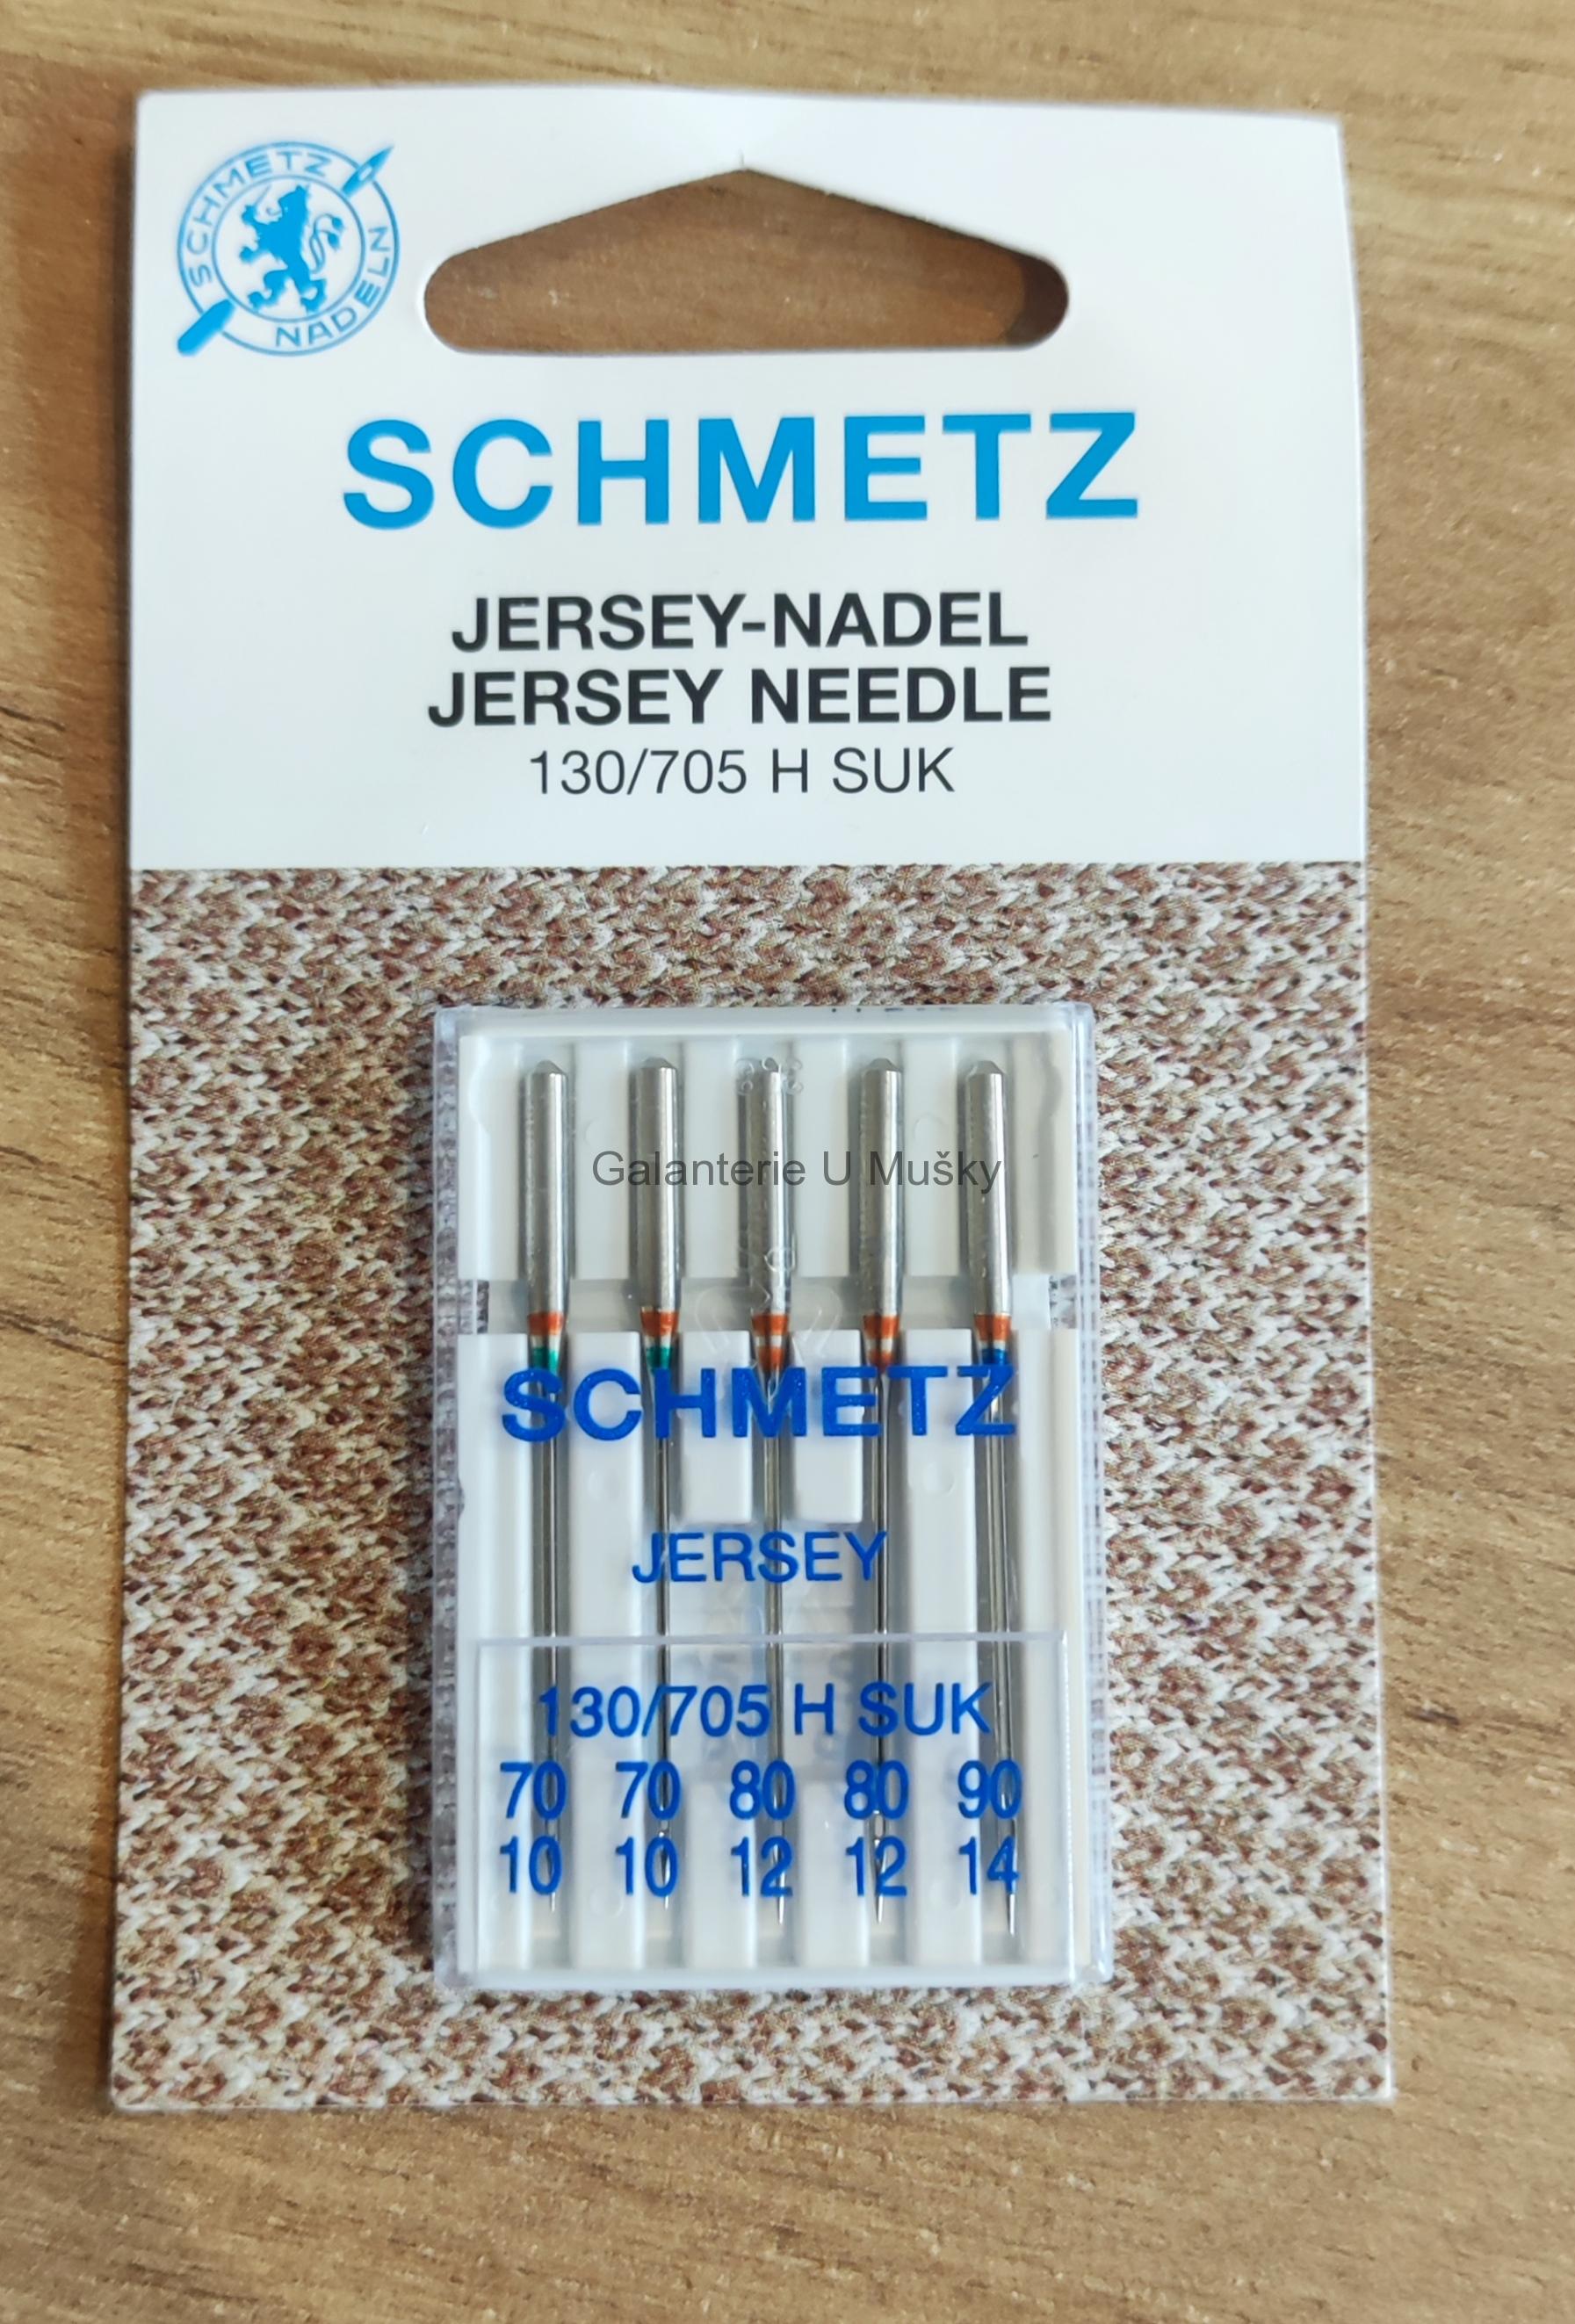 SCHMETZ NADELN
SCHMETZ
JERSEY-NADEL
JERSEY NEEDLE
130/705 H SUK
Galanterie U Mušky
SCHMETZ
JERSEY
130/705 H SUK
70 70 80 80 90
10 10 12 12 14